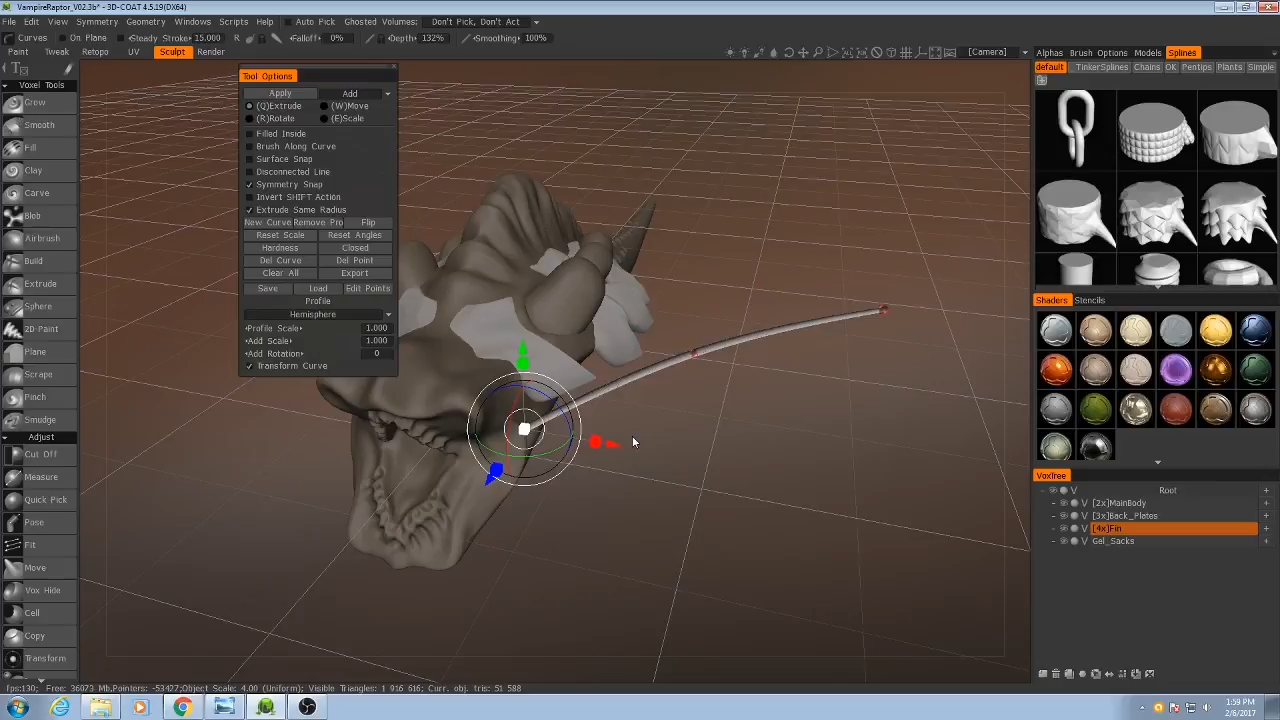 VampireRaptor_V02.3b* - 3D-COAT 4.5.19(DX64)
File Edit View Symmetry Geometry Textures Windows Scripts Help Auto Pick Ghosted Volumes: Don't Pick, Don't Act
Curves On Plane Steady Stroke 15.000 R Falloff 0% Depth 132% Smoothing 100%
Paint Tweak Retopo UV Sculpt Render [Camera] Alphas Brush Options Models Splines
default TinkerSplines Chains OK Pentips Plants Simple
Voxel Tools
Grow
Smooth
Fill
Clay
Carve
Blob
Airbrush
Build
Extrude
Sphere
2D-Paint
Plane
Scrape
Pinch
Smudge
Adjust
Cut Off
Measure
Quick Pick
Pose
Fit
Move
Vox Hide
Cell
Copy
Transform
Tool Options
Apply Add
(Q)Extrude (W)Move
(R)Rotate (E)Scale
Filled Inside
Brush Along Curve
Surface Snap
Disconnected Line
Symmetry Snap
Invert SHIFT Action
Extrude Same Radius
New Curve Remove Pro Flip
Reset Scale Reset Angles
Hardness Closed
Del Curve Del Point
Clear All Export
Save Load Edit Points
Profile
Hemisphere
Profile Scale 1.000
Add Scale 1.000
Add Rotation 0
Transform Curve
Shaders Stencils
VoxTree
V Root
V [2x]MainBody
V [3x]Back_Plates
V [4x]Fin
V Gel_Sacks
fps:130; Free: 36023 Mb,Pointers: -53427;Object Scale: 4.00 (Uniform); Visible Triangles: 1 916 616; Curr. obj. tris: 51 588
1:59 PM
2/6/2017